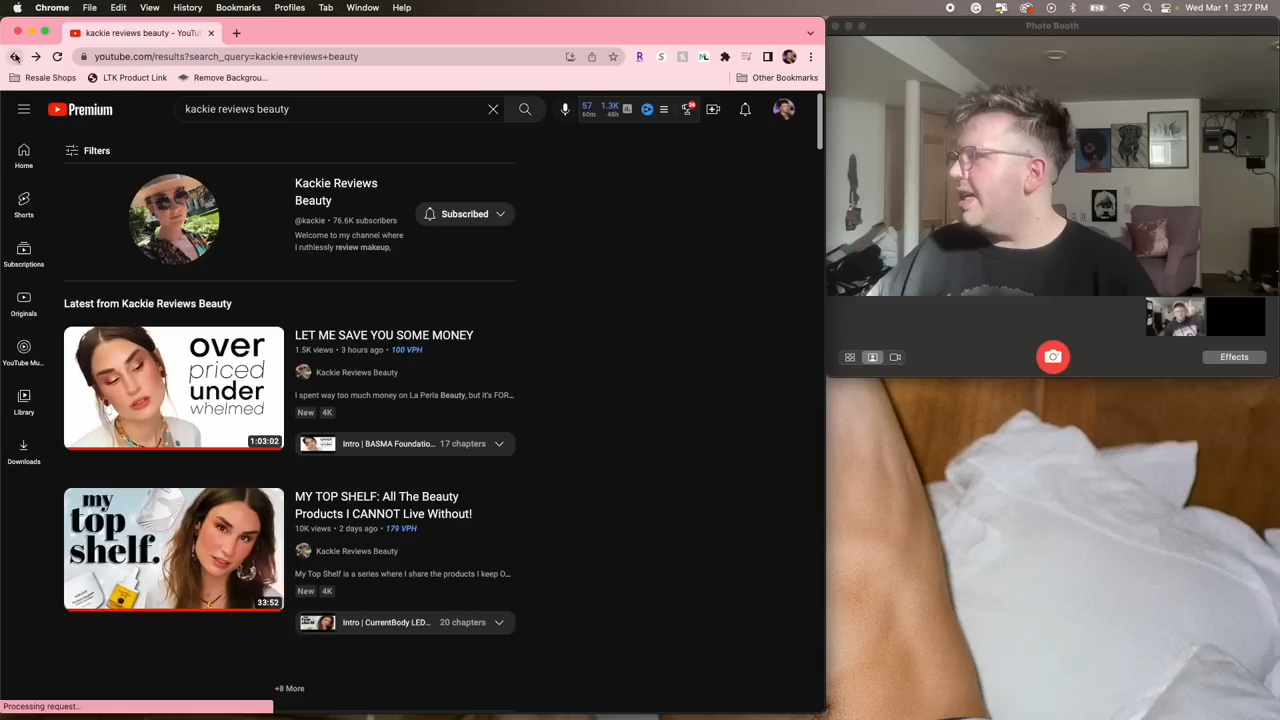 Chrome File Edit View History Bookmarks Profiles Tab Window Help
Wed Mar 1 3:27 PM
kackie reviews beauty - YouTu
youtube.com/results?search_query=kackie+reviews+beauty
Resale Shops LTK Product Link Remove Backgrou... Other Bookmarks
Premium
kackie reviews beauty
57 1.3K
60m 48h
26
Home
Shorts
Subscriptions
Originals
YouTube Mu...
Library
Downloads
Filters
Kackie Reviews
Beauty
@kackie • 76.6K subscribers
Welcome to my channel where
I ruthlessly review makeup,
Subscribed
Latest from Kackie Reviews Beauty
over
priced
under
whelmed
1:03:02
LET ME SAVE YOU SOME MONEY
1.5K views • 3 hours ago • 100 VPH
Kackie Reviews Beauty
I spent way too much money on La Perla Beauty, but it's FOR...
New 4K
Intro | BASMA Foundatio... 17 chapters
my
top
shelf.
33:52
MY TOP SHELF: All The Beauty
Products I CANNOT Live Without!
10K views • 2 days ago • 179 VPH
Kackie Reviews Beauty
My Top Shelf is a series where I share the products I keep O...
New 4K
Intro | CurrentBody LED... 20 chapters
+8 More
Processing request...
Photo Booth
Effects